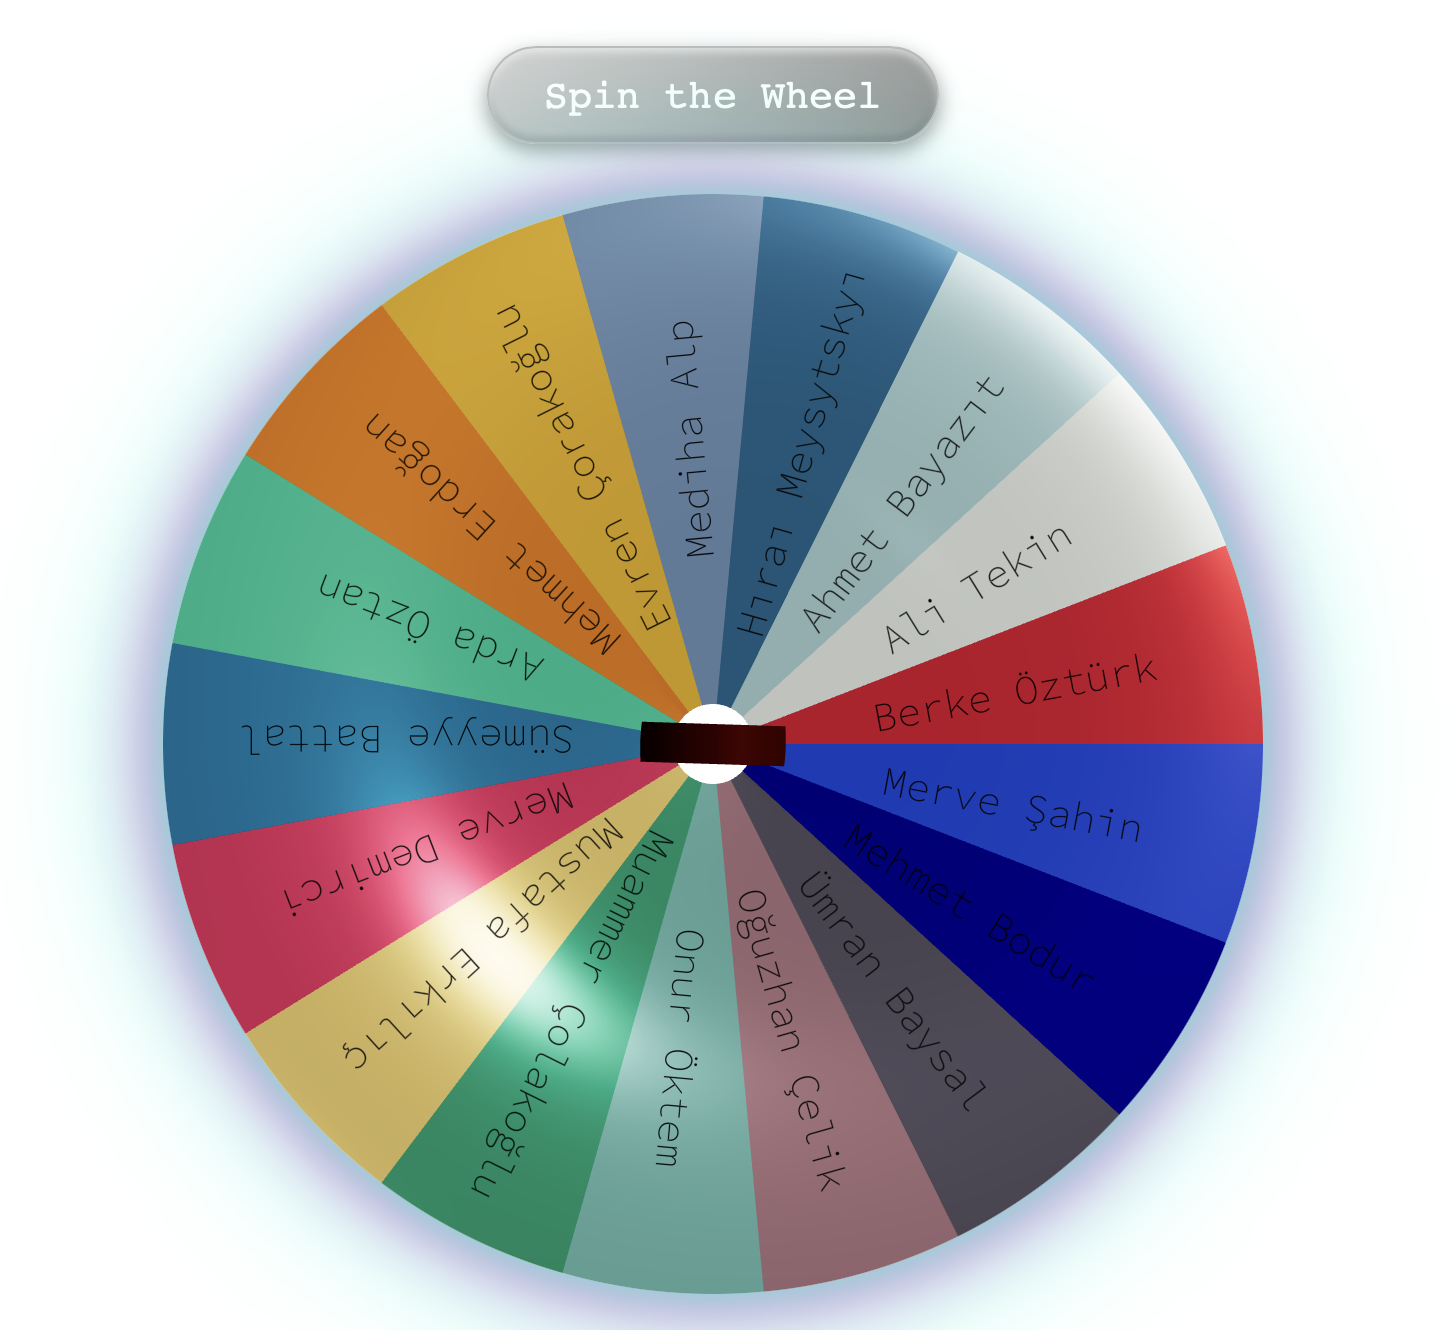 Spin the Wheel
Mediha Alp
Hıraı Meysytskyı
Ahmet Bayazıt
Ali Tekin
Berke Öztürk
Merve Şahin
Mehmet Bodur
Ümran Baysal
Oğuzhan Çelik
Onur Öktem
Muammer Çolakoğlu
Mustafa Erkılıç
Merve Demirci
Sümeyye Battal
Arda Öztan
Mehmet Erdoğan
Evren Çorakoğlu